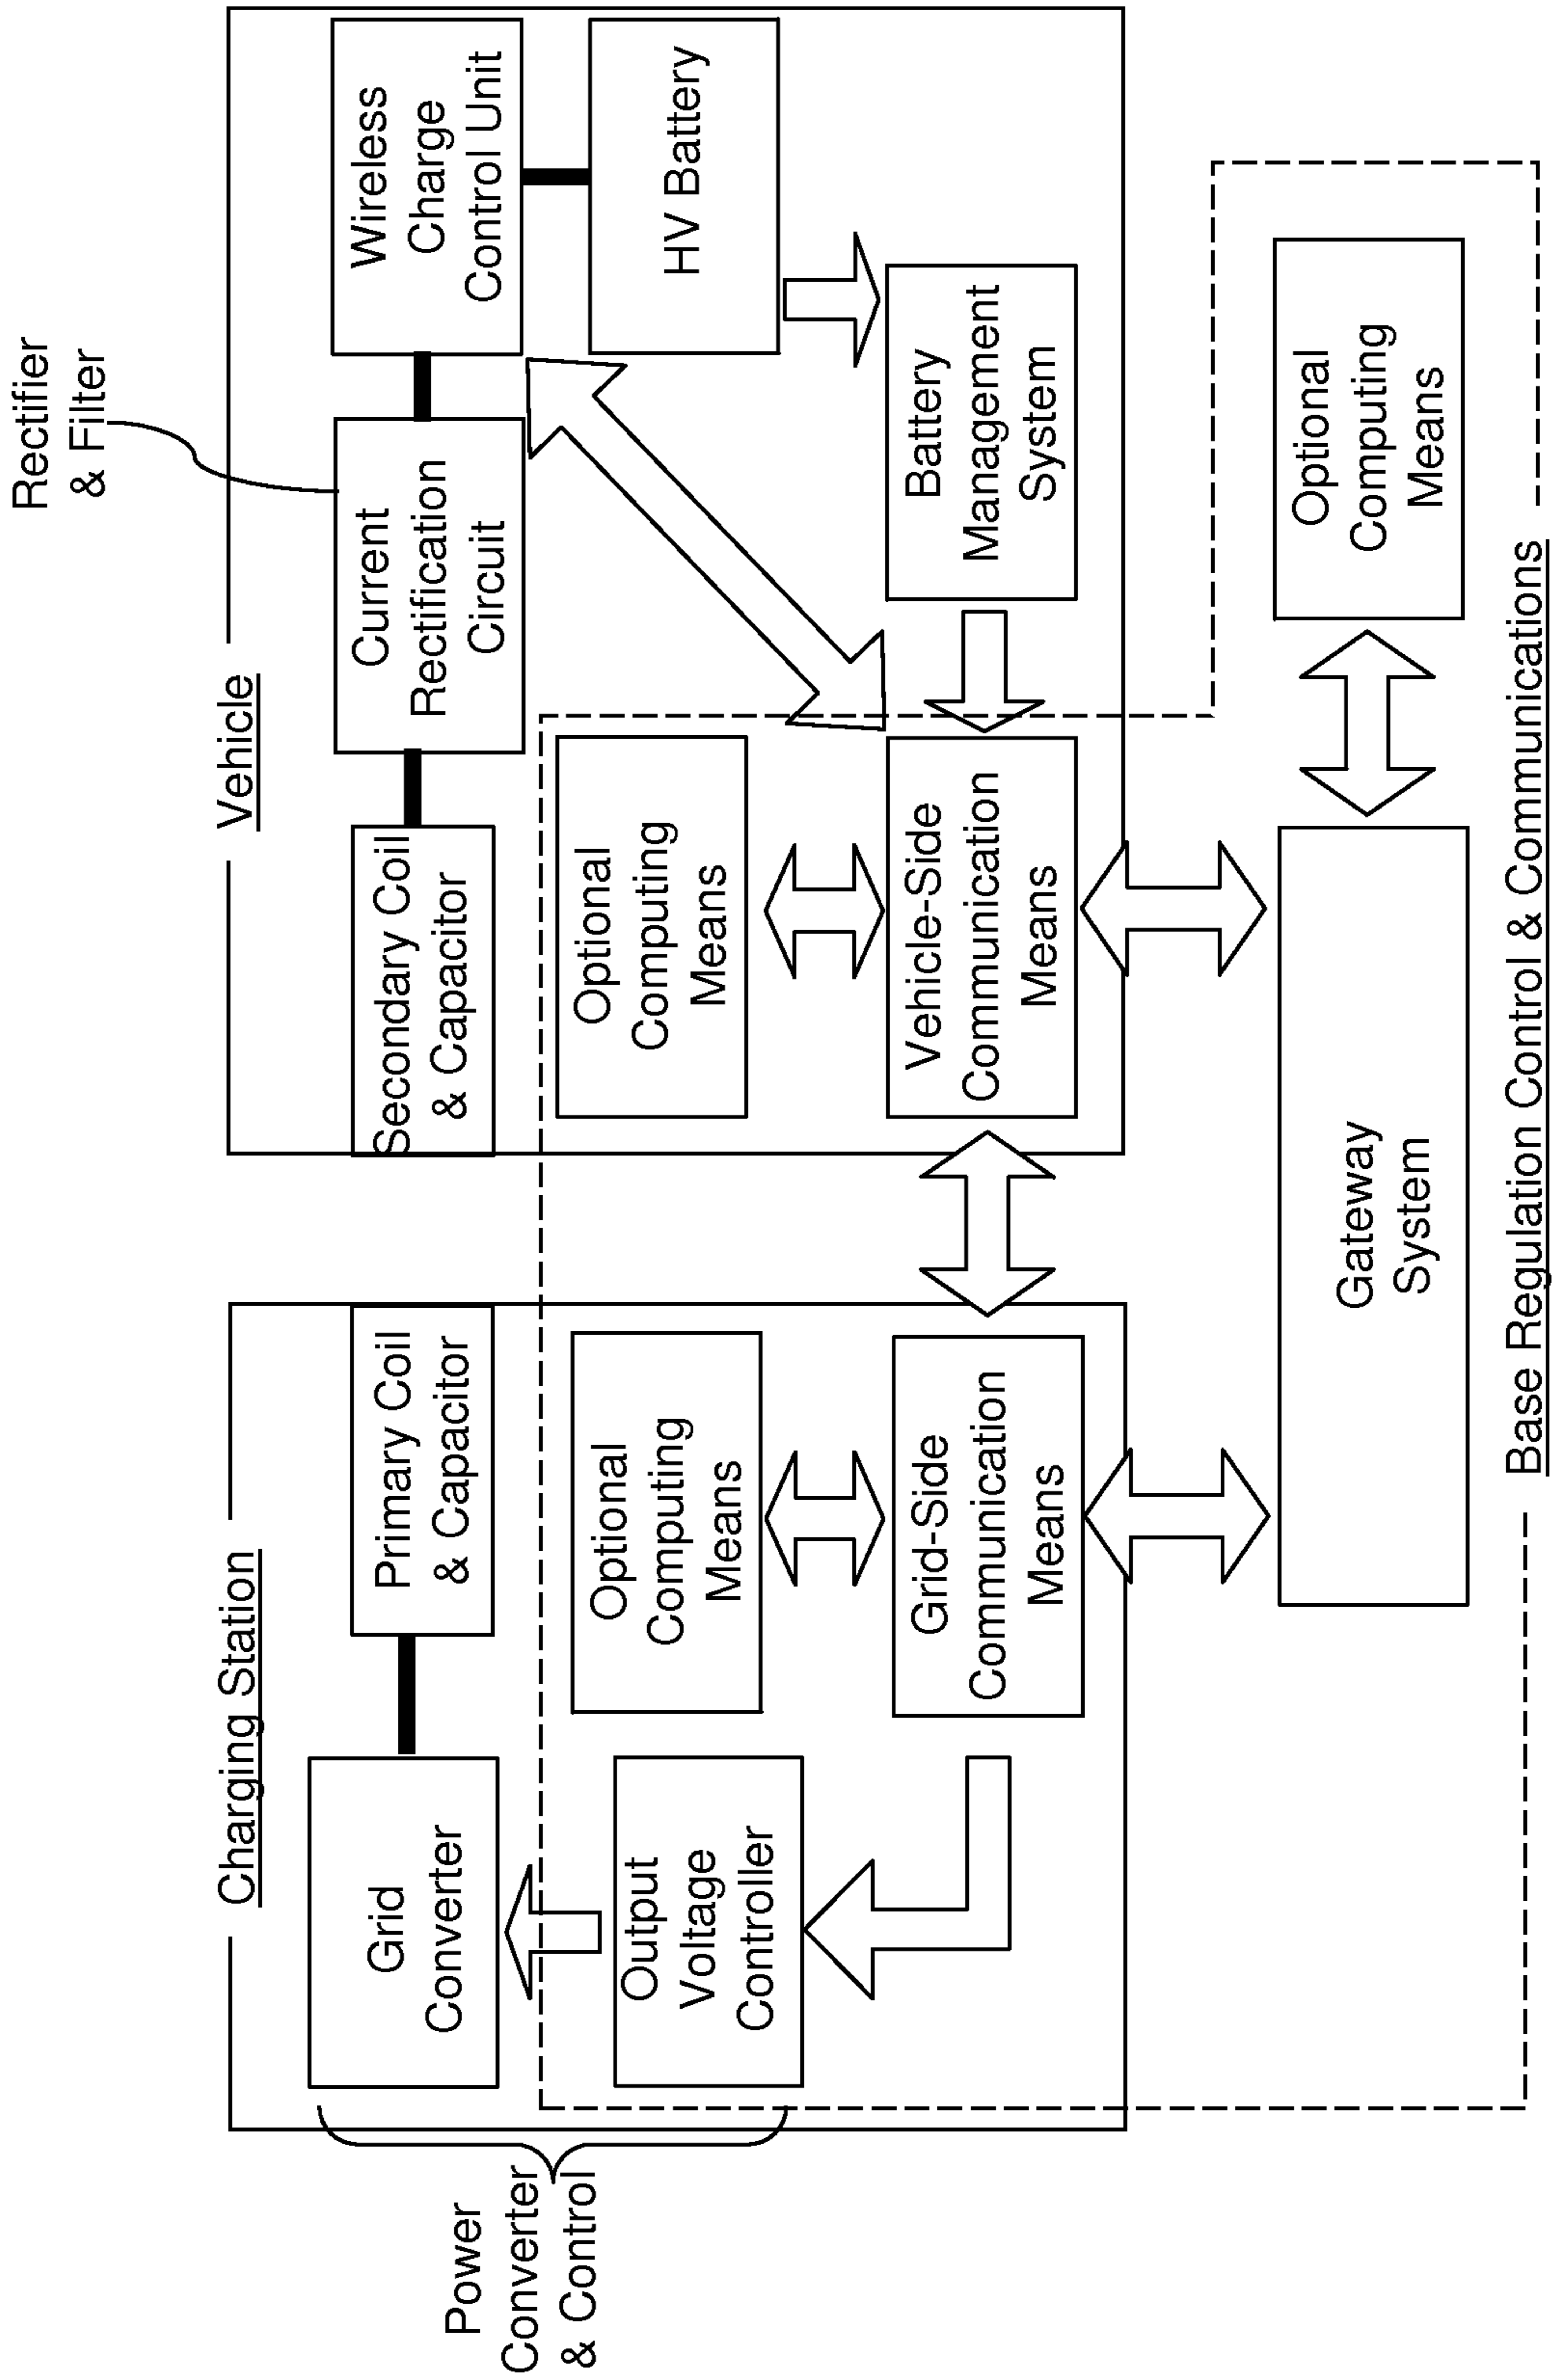 Rectifier
& Filter
Charging Station
Vehicle
Grid
Converter
Primary Coil
& Capacitor
Secondary Coil
& Capacitor
Current
Rectification
Circuit
Wireless
Charge
Control Unit
Power
Converter
& Control
Output
Voltage
Controller
Optional
Computing
Means
Optional
Computing
Means
HV Battery
Grid-Side
Communication
Means
Vehicle-Side
Communication
Means
Battery
Management
System
Gateway
System
Optional
Computing
Means
Base Regulation Control & Communications